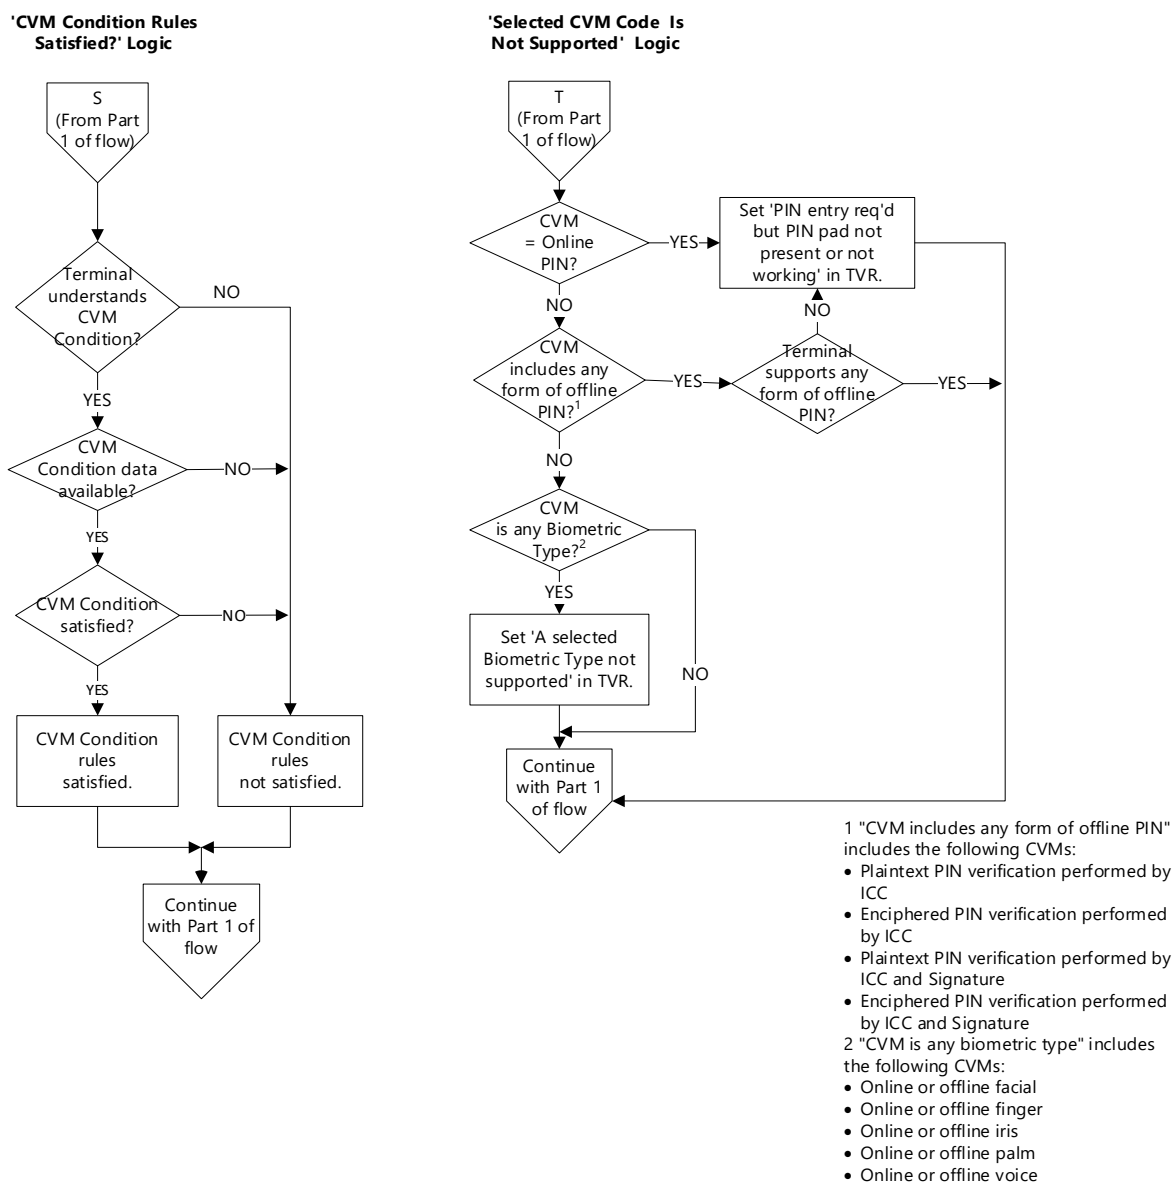 'CVM Condition Rules
Satisfied?' Logic
S
(From Part
1 of flow)
Terminal
understands
CVM
Condition?
NO
YES
CVM
Condition data
available?
NO
YES
CVM Condition
satisfied?
NO
YES
CVM Condition
rules
satisfied.
CVM Condition
rules
not satisfied.
Continue
with Part 1 of
flow
'Selected CVM Code Is
Not Supported' Logic
T
(From Part
1 of flow)
CVM
= Online
PIN?
YES
Set 'PIN entry req'd
but PIN pad not
present or not
working' in TVR.
NO
NO
CVM
includes any
form of offline
PIN?1
YES
Terminal
supports any
form of offline
PIN?
YES
NO
CVM
is any Biometric
Type?2
YES
Set 'A selected
Biometric Type not
supported' in TVR.
NO
Continue
with Part 1
of flow
1 "CVM includes any form of offline PIN"
includes the following CVMs:
• Plaintext PIN verification performed by
ICC
• Enciphered PIN verification performed
by ICC
• Plaintext PIN verification performed by
ICC and Signature
• Enciphered PIN verification performed
by ICC and Signature
2 "CVM is any biometric type" includes
the following CVMs:
• Online or offline facial
• Online or offline finger
• Online or offline iris
• Online or offline palm
• Online or offline voice